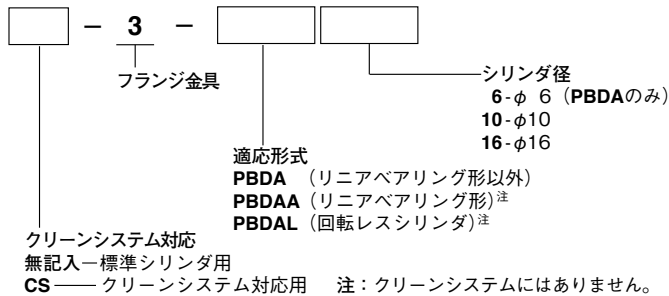 − 3 −
フランジ金具
シリンダ径
6-φ 6（PBDAのみ）
10-φ10
16-φ16
適応形式
PBDA （リニアベアリング形以外）
PBDAA（リニアベアリング形）注
PBDAL（回転レスシリンダ）注
クリーンシステム対応
無記入―標準シリンダ用
CS―― クリーンシステム対応用 注：クリーンシステムにはありません。